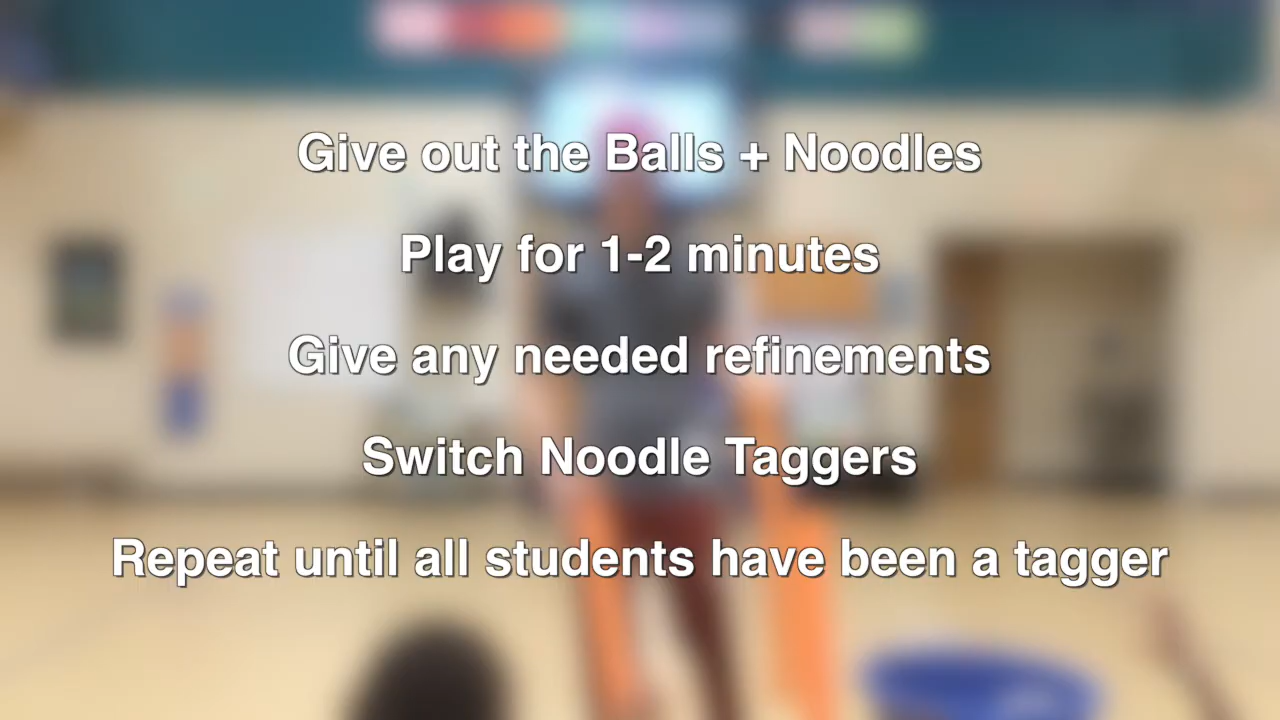 Give out the Balls + Noodles
Play for 1-2 minutes
Give any needed refinements
Switch Noodle Taggers
Repeat until all students have been a tagger